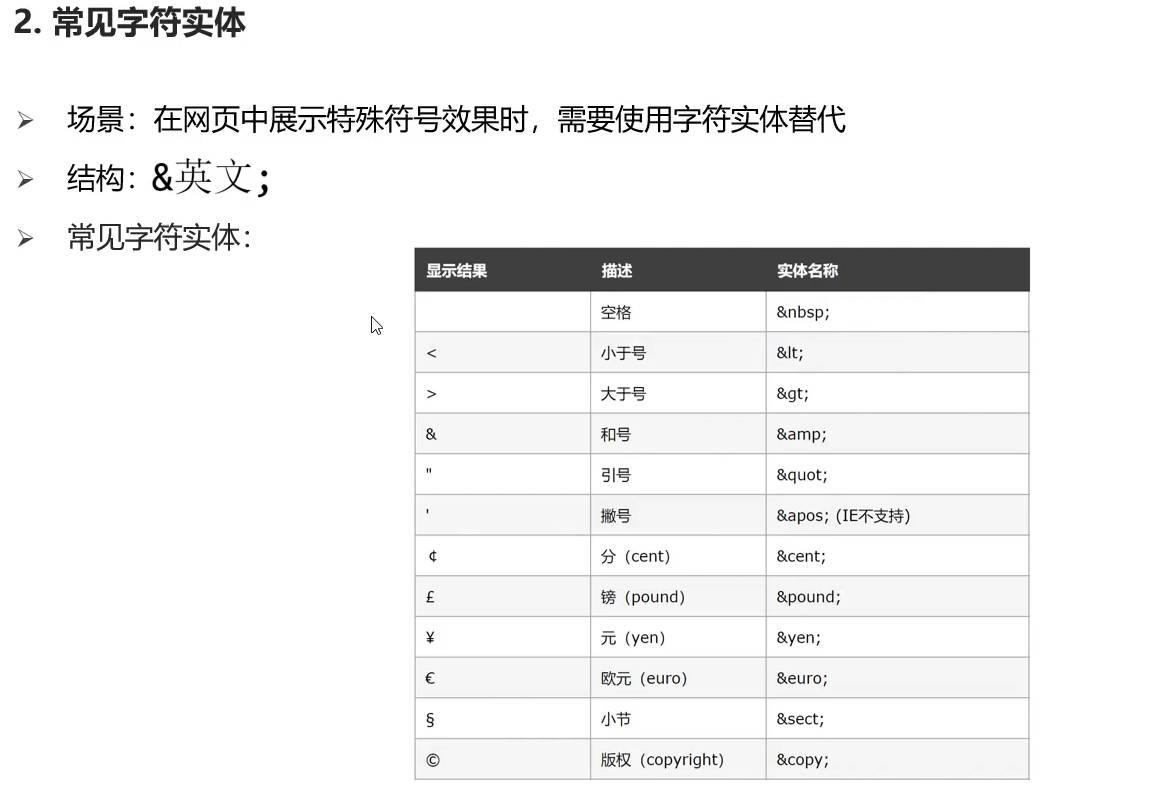 2. 常见字符实体
场景：在网页中展示特殊符号效果时，需要使用字符实体替代
结构：&英文;
常见字符实体：
显示结果 描述 实体名称
空格 &nbsp;
< 小于号 &lt;
> 大于号 &gt;
& 和号 &amp;
" 引号 &quot;
' 撇号 &apos; (IE不支持)
¢ 分（cent） &cent;
£ 镑（pound） &pound;
¥ 元（yen） &yen;
€ 欧元（euro） &euro;
§ 小节 &sect;
© 版权（copyright） &copy;